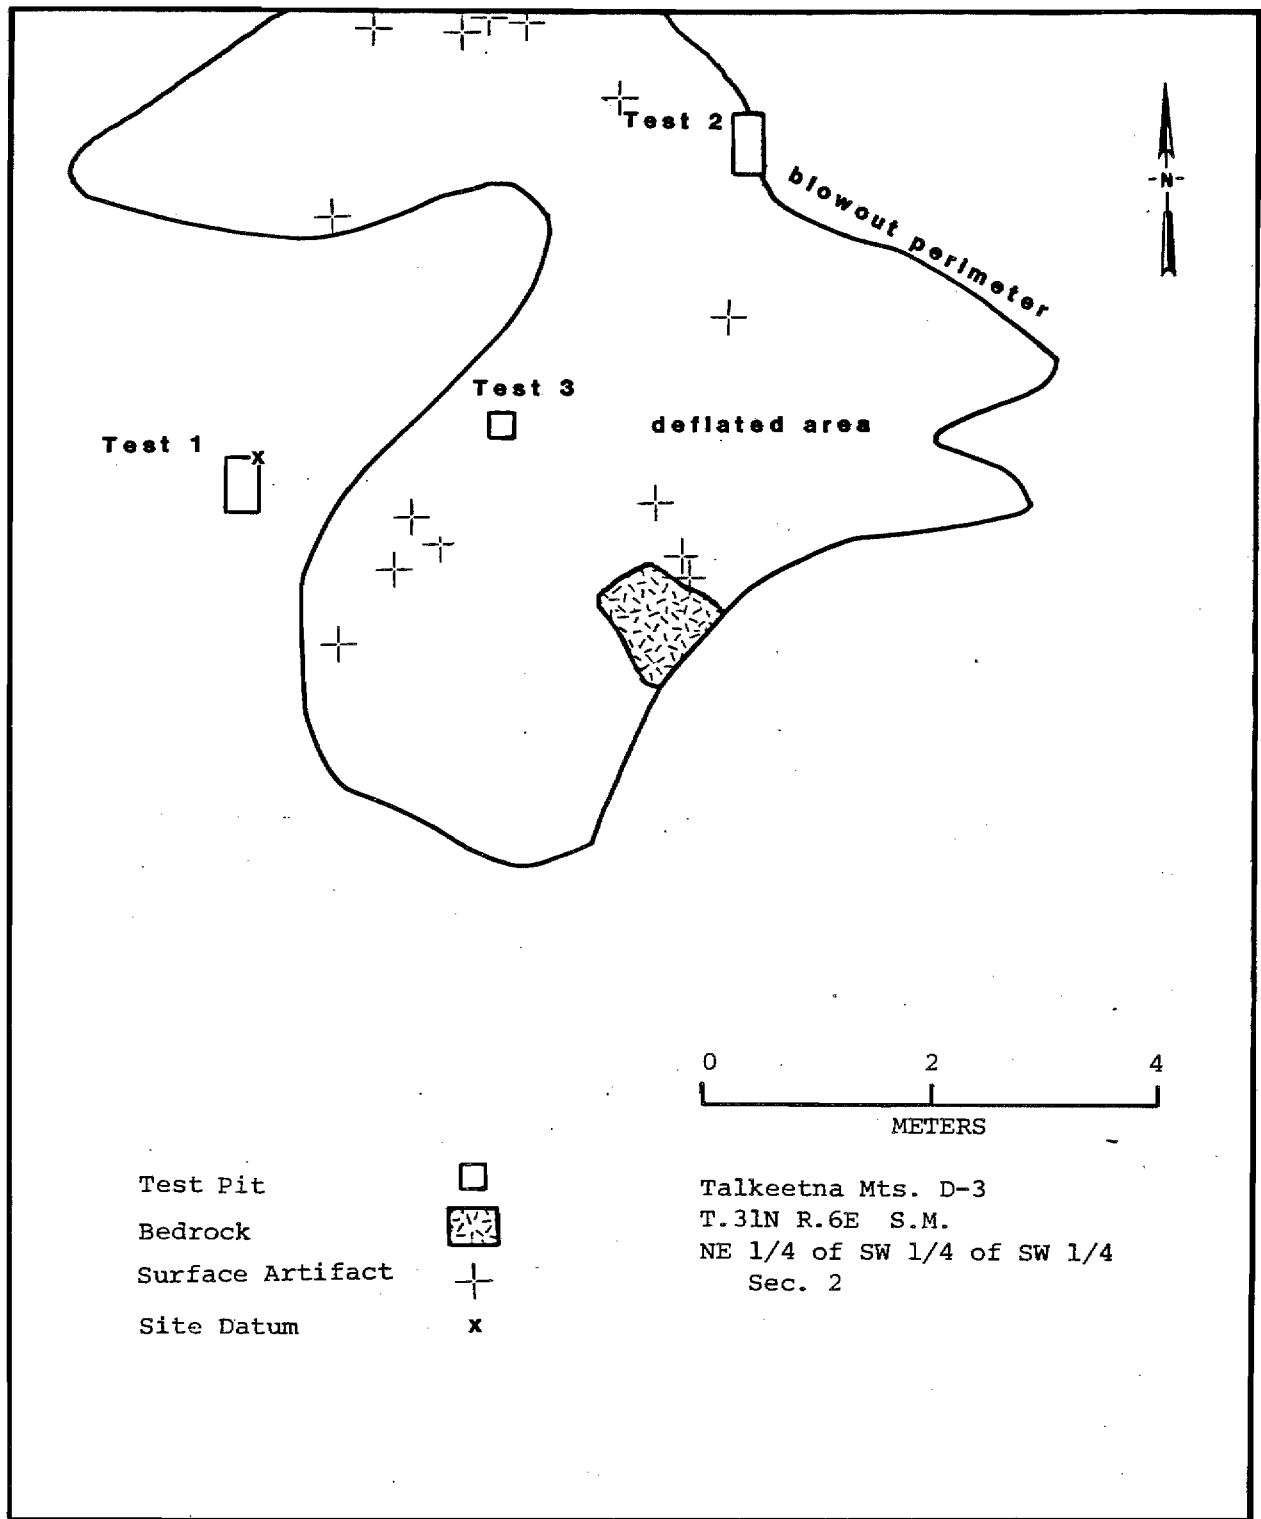 Test 2
-N-
blowout perimeter
Test 3
deflated area
Test 1
x
0 2 4
METERS
Test Pit
Bedrock
Surface Artifact
Site Datum x
Talkeetna Mts. D-3
T.31N R.6E S.M.
NE 1/4 of SW 1/4 of SW 1/4
Sec. 2